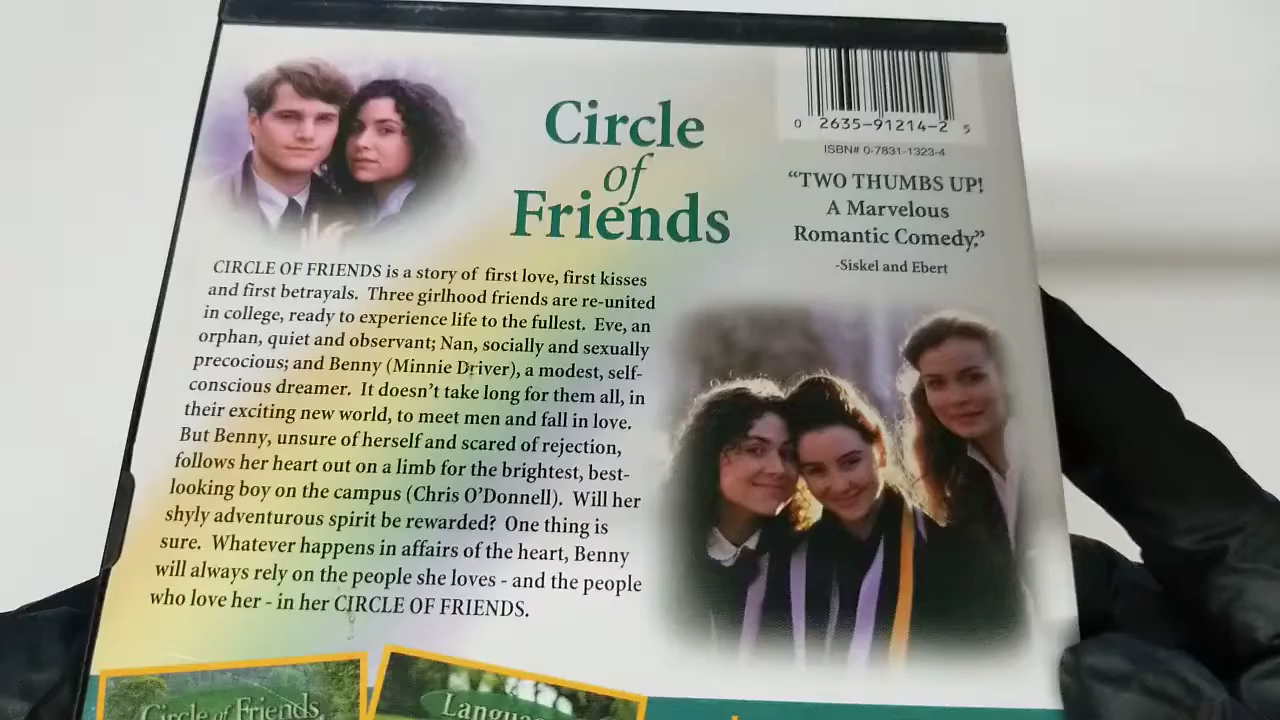 Circle
of
Friends
0 2635-91214-2 5
ISBN# 0-7831-1323-4
“TWO THUMBS UP!
A Marvelous
Romantic Comedy.”
-Siskel and Ebert
CIRCLE OF FRIENDS is a story of first love, first kisses
and first betrayals. Three girlhood friends are re-united
in college, ready to experience life to the fullest. Eve, an
orphan, quiet and observant; Nan, socially and sexually
precocious; and Benny (Minnie Driver), a modest, self-
conscious dreamer. It doesn’t take long for them all, in
their exciting new world, to meet men and fall in love.
But Benny, unsure of herself and scared of rejection,
follows her heart out on a limb for the brightest, best-
looking boy on the campus (Chris O’Donnell). Will her
shyly adventurous spirit be rewarded? One thing is
sure. Whatever happens in affairs of the heart, Benny
will always rely on the people she loves - and the people
who love her - in her CIRCLE OF FRIENDS.
Circle of Friends